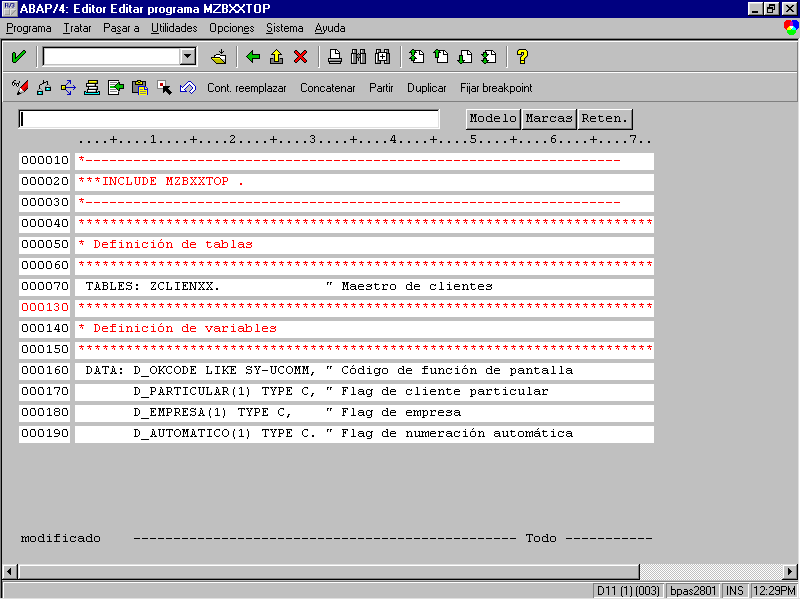 R/3 ABAP/4: Editor Editar programa MZBXXTOP
Programa Tratar Pasar a Utilidades Opciones Sistema Ayuda
Cont. reemplazar Concatenar Partir Duplicar Fijar breakpoint
Modelo Marcas Reten.
....+....1....+....2....+....3....+....4....+....5....+....6....+....7..
000010 *-------------------------------------------------------------------
000020 ***INCLUDE MZBXXTOP .
000030 *-------------------------------------------------------------------
000040 ************************************************************************
000050 * Definición de tablas
000060 ************************************************************************
000070 TABLES: ZCLIENXX. " Maestro de clientes
000130 ************************************************************************
000140 * Definición de variables
000150 ************************************************************************
000160 DATA: D_OKCODE LIKE SY-UCOMM, " Código de función de pantalla
000170 D_PARTICULAR(1) TYPE C, " Flag de cliente particular
000180 D_EMPRESA(1) TYPE C, " Flag de empresa
000190 D_AUTOMATICO(1) TYPE C. " Flag de numeración automática
modificado ------------------------------------------------ Todo -----------
D11 (1) (003) bpas2801 INS 12:29PM